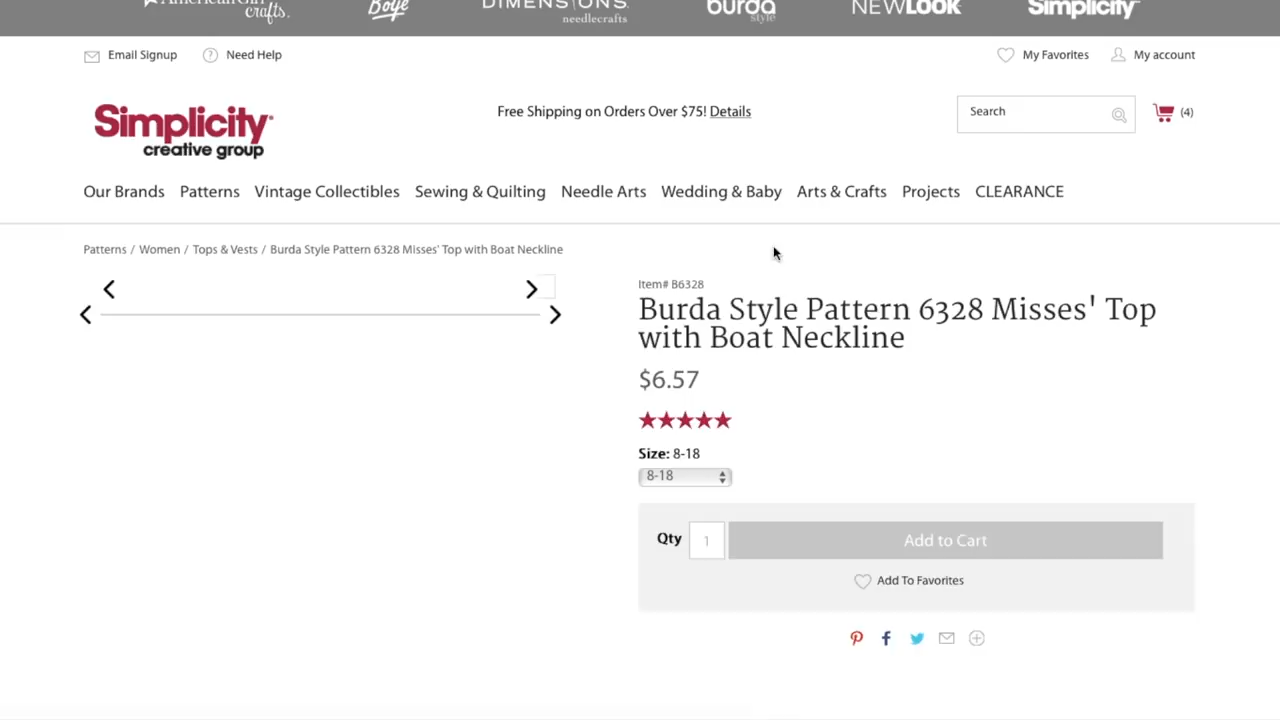 AmericanGirl crafts.
Boye
DIMENSIONS needlecrafts
burda style
NEWLOOK
Simplicity
Email Signup
Need Help
My Favorites
My account
Simplicity creative group
Free Shipping on Orders Over $75! Details
Search
(4)
Our Brands Patterns Vintage Collectibles Sewing & Quilting Needle Arts Wedding & Baby Arts & Crafts Projects CLEARANCE
Patterns / Women / Tops & Vests / Burda Style Pattern 6328 Misses' Top with Boat Neckline
Item# B6328
Burda Style Pattern 6328 Misses' Top
with Boat Neckline
$6.57
Size: 8-18
8-18
Qty 1 Add to Cart
Add To Favorites